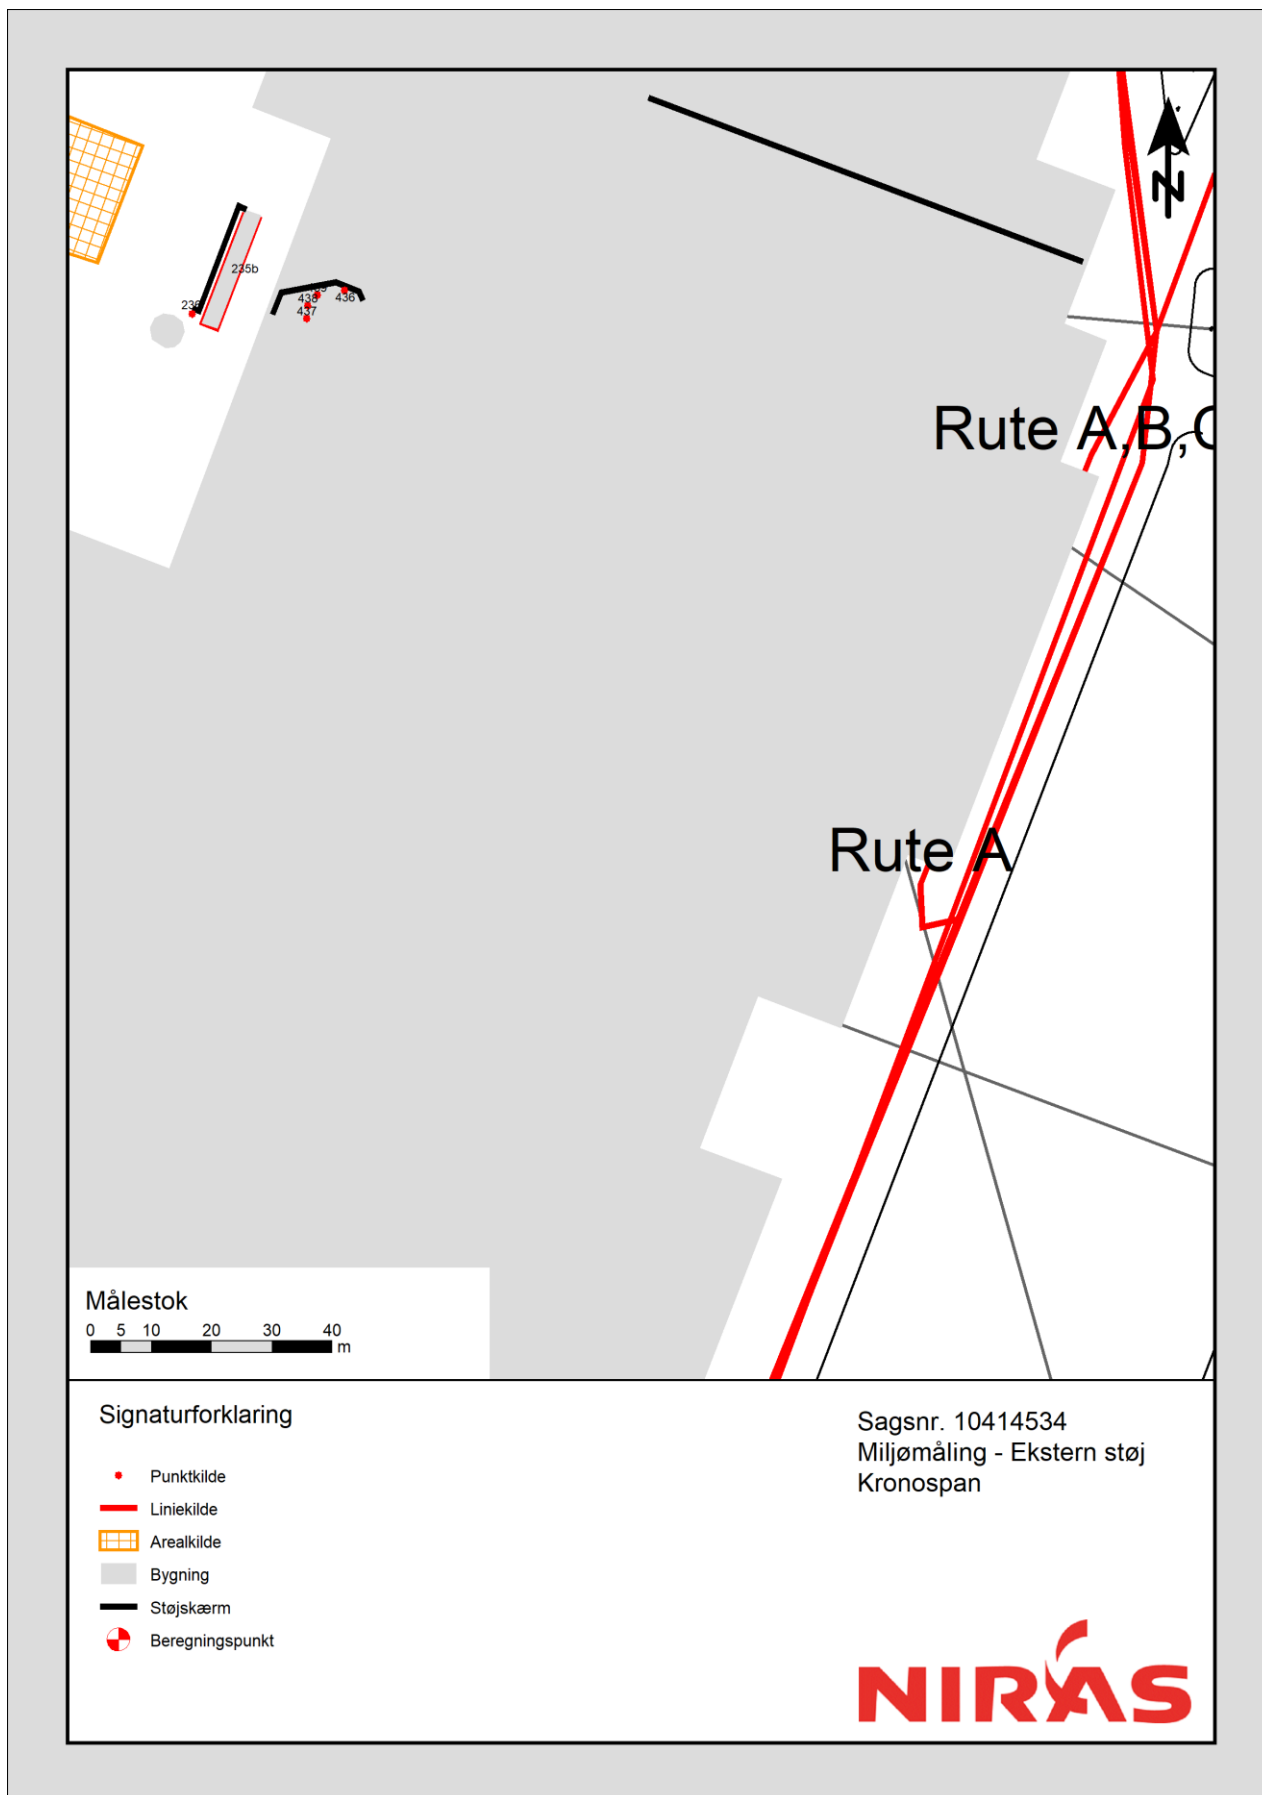 N
235b
438
436
437
Rute A,B,
Rute A
Målestok
0 5 10 20 30 40
m
Signaturforklaring
Punktkilde
Liniekilde
Arealkilde
Bygning
Støjskærm
Beregningspunkt
Sagsnr. 10414534
Miljømåling - Ekstern støj
Kronospan
NIRAS